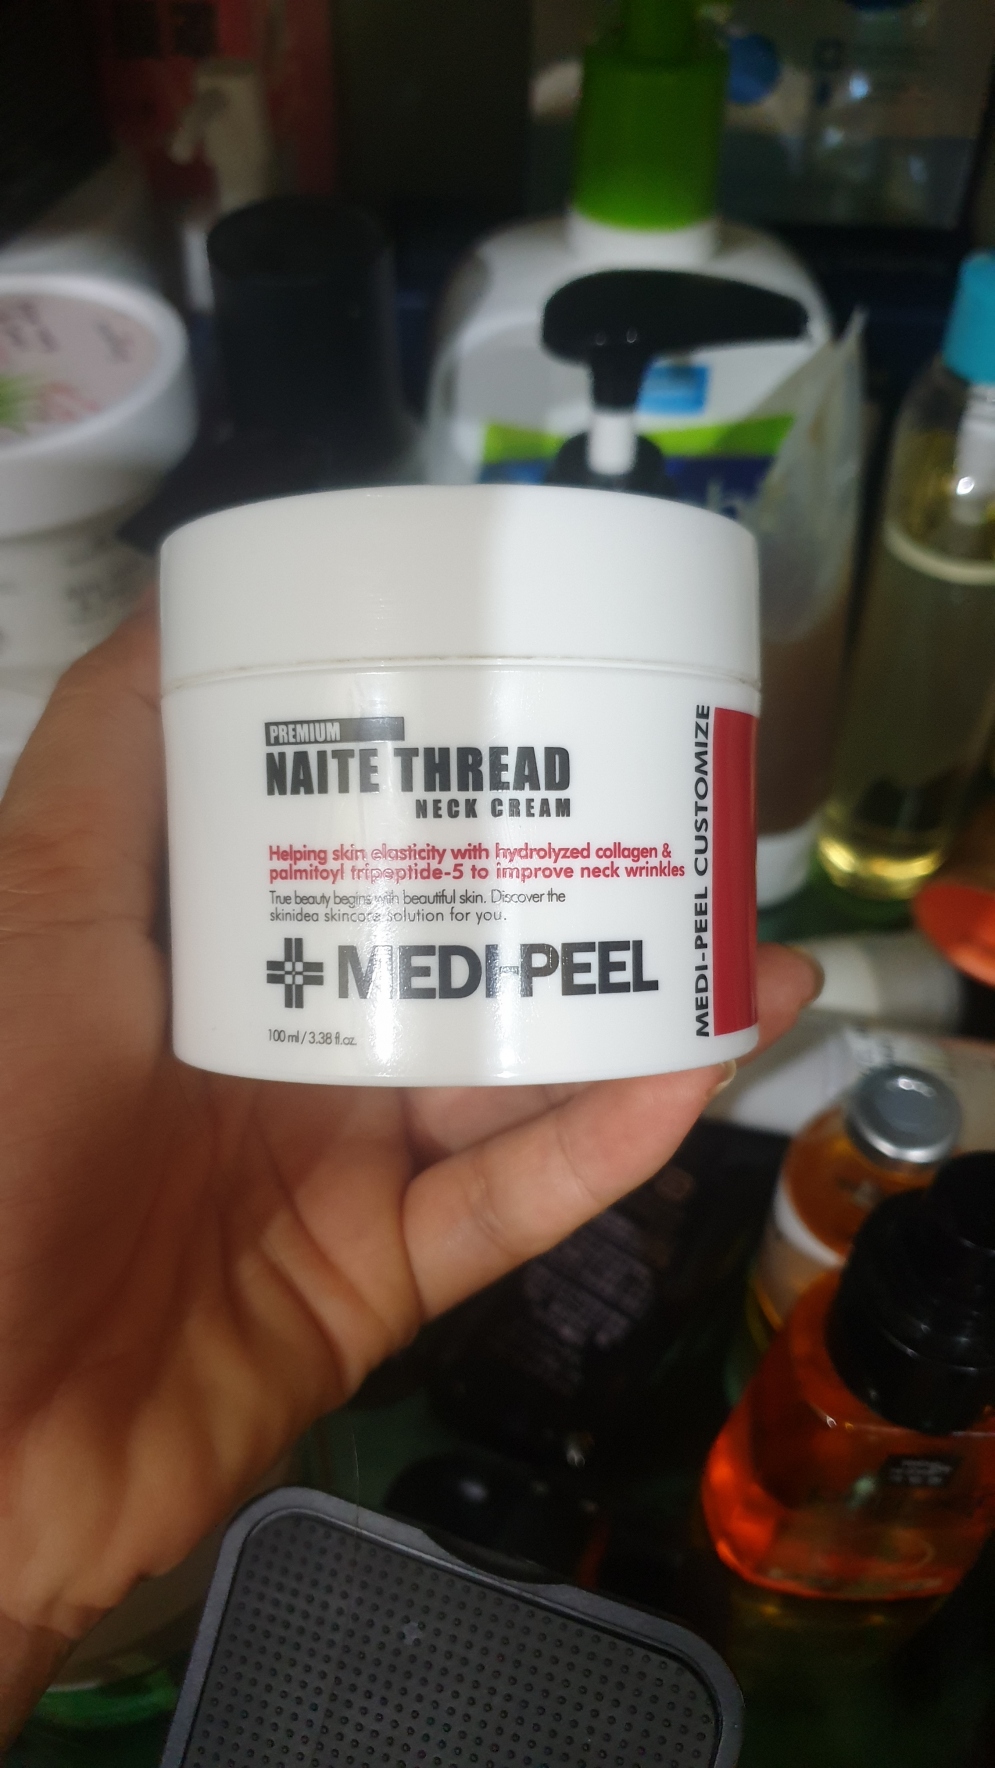 PREMIUM
NAITE THREAD
NECK CREAM
Helping skin elasticity with hydrolyzed collagen &
palmitoyl tripeptide-5 to improve neck wrinkles
True beauty begins with beautiful skin. Discover the
skinidea skincare solution for you.
MEDI-PEEL
100 ml / 3.38 fl.oz.
MEDI-PEEL CUSTOMIZE